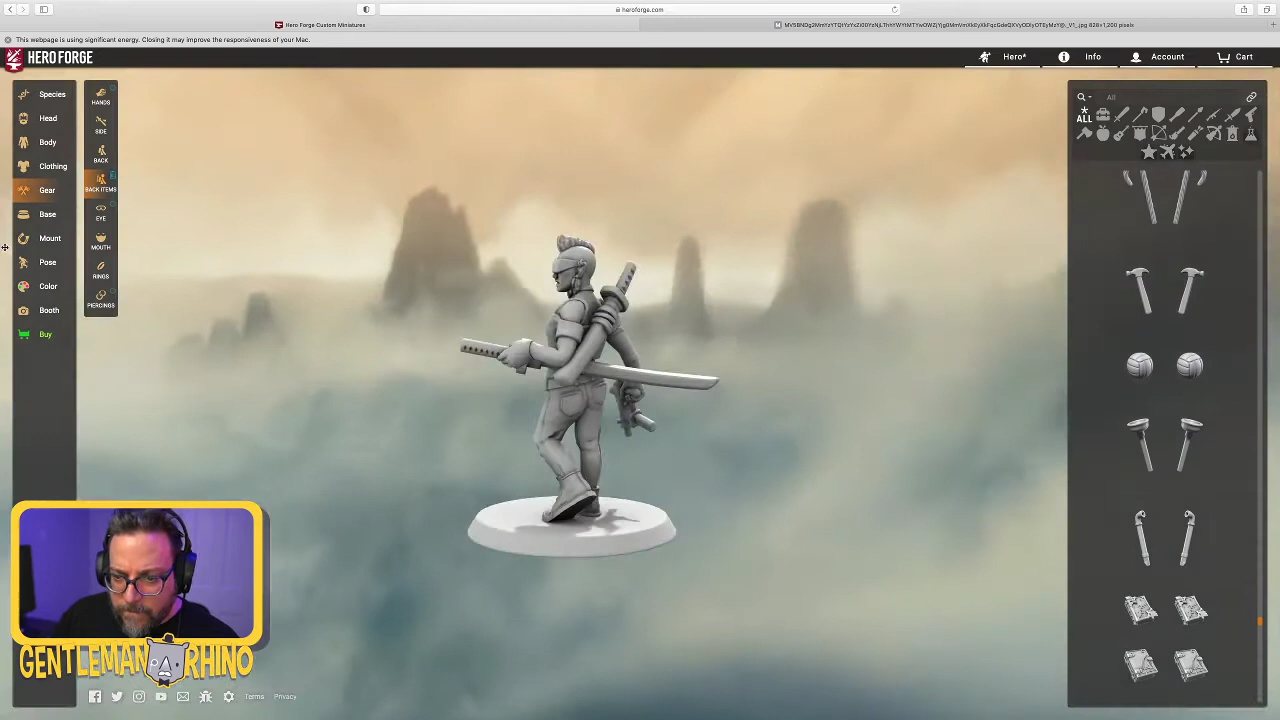 heroforge.com
Hero Forge Custom Miniatures
This webpage is using significant energy. Closing it may improve the responsiveness of your Mac.
HERO FORGE
Hero*
Info
Account
Cart
Species
Head
Body
Clothing
Gear
Base
Mount
Pose
Color
Booth
Buy
HANDS
SIDE
BACK
BACK ITEMS
EYE
MOUTH
RINGS
PIERCINGS
All
ALL
GENTLEMAN RHINO
Terms
Privacy